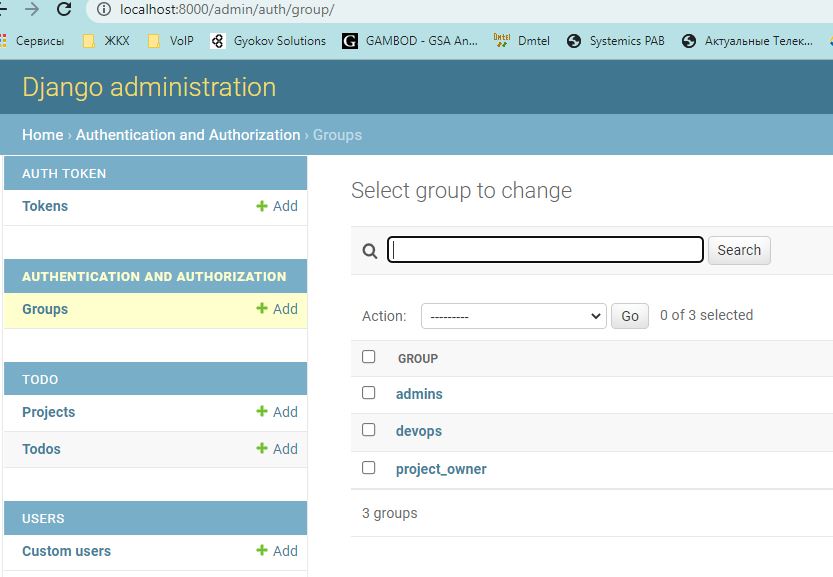 localhost:8000/admin/auth/group/
Сервисы ЖКХ VoIP Gyokov Solutions GAMBOD - GSA An... Dmtel Systemics PAB Актуальные Телек...
Django administration
Home › Authentication and Authorization › Groups
AUTH TOKEN
Tokens + Add
AUTHENTICATION AND AUTHORIZATION
Groups + Add
TODO
Projects + Add
Todos + Add
USERS
Custom users + Add
Select group to change
Search
Action: --------- Go 0 of 3 selected
GROUP
admins
devops
project_owner
3 groups